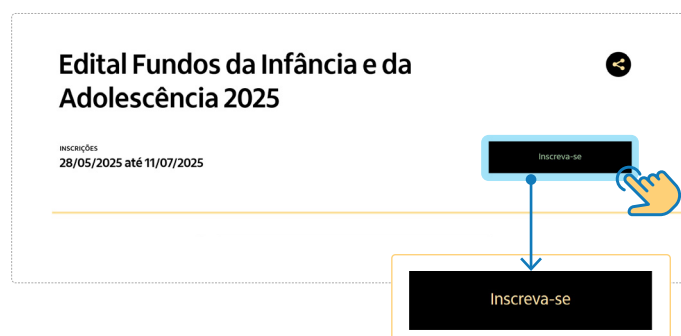 Edital Fundos da Infância e da
Adolescência 2025
INSCRIÇÕES
28/05/2025 até 11/07/2025
Inscreva-se
Inscreva-se